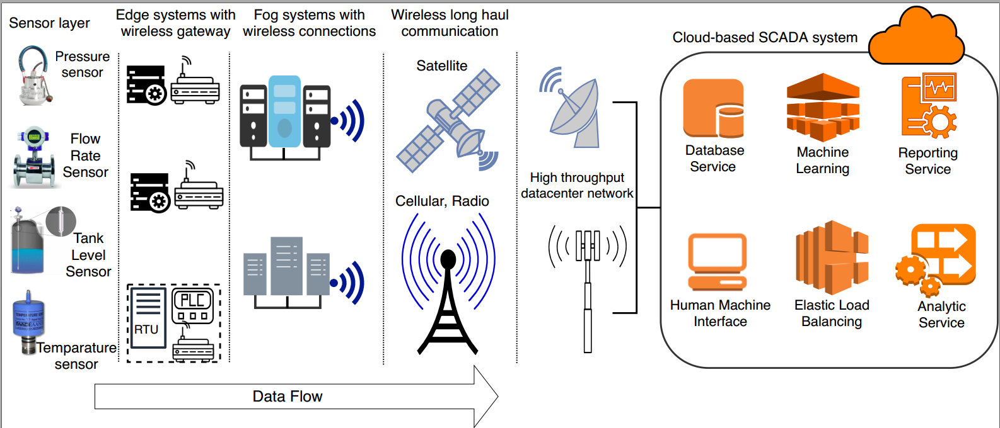 Sensor layer
Edge systems with
wireless gateway
Fog systems with
wireless connections
Wireless long haul
communication
Cloud-based SCADA system
Pressure
sensor
Flow
Rate
Sensor
Tank
Level
Sensor
Temparature
sensor
RTU
PLC
Satellite
Cellular, Radio
High throughput
datacenter network
Database
Service
Machine
Learning
Reporting
Service
Human Machine
Interface
Elastic Load
Balancing
Analytic
Service
Data Flow